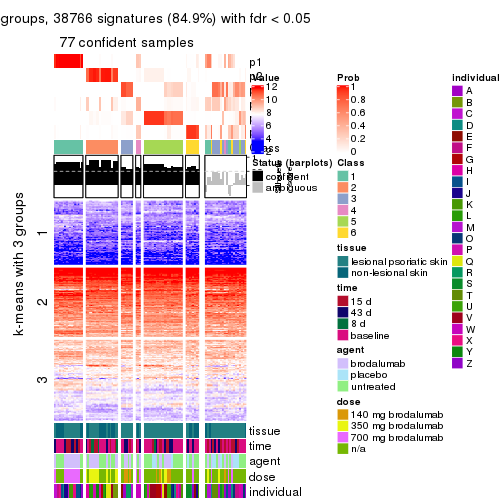 groups, 38766 signatures (84.9%) with fdr < 0.05
77 confident samples
p1
Value
12
10
8
6
4
Status (barplots)
confident
ambiguous
k-means with 3 groups
1
2
3
tissue
time
agent
dose
individual
Prob
1
0.8
0.6
0.4
0.2
0
Class
1
2
3
4
5
6
tissue
lesional psoriatic skin
non-lesional skin
time
15 d
43 d
8 d
baseline
agent
brodalumab
placebo
untreated
dose
140 mg brodalumab
350 mg brodalumab
700 mg brodalumab
n/a
individual
A
B
C
D
E
F
G
H
I
J
K
L
M
O
P
Q
R
S
T
U
V
W
X
Y
Z